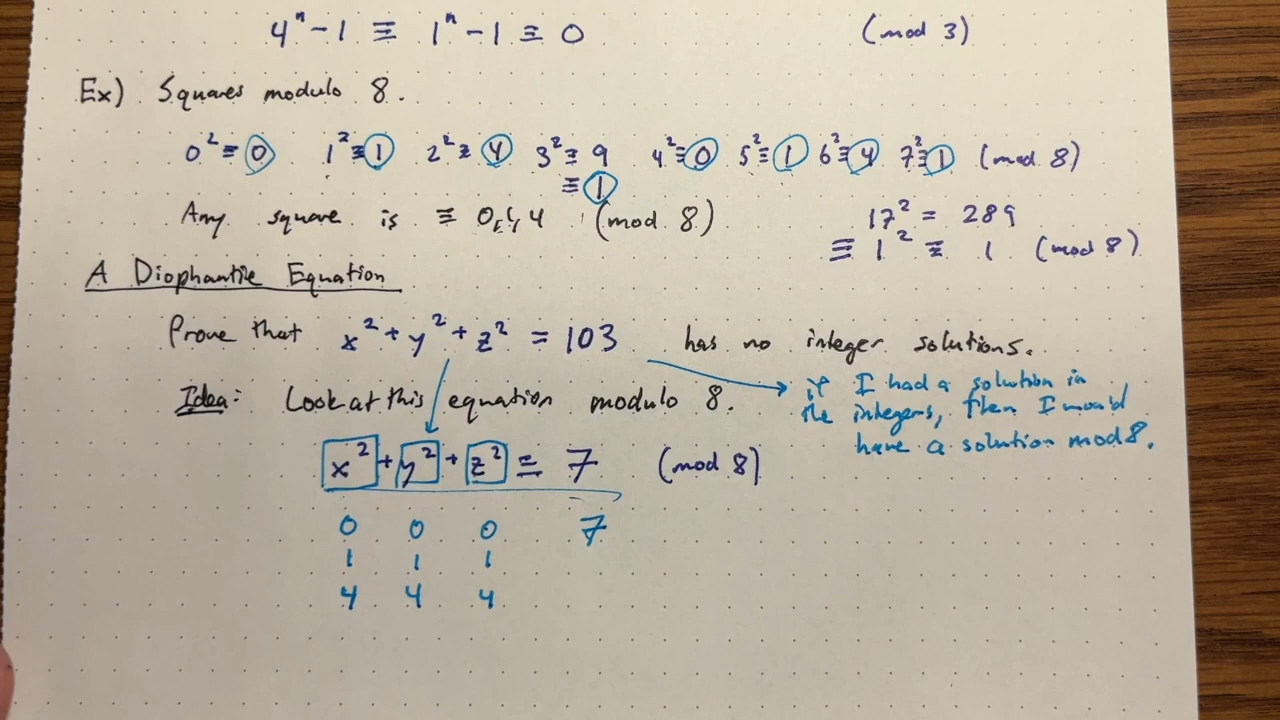 4ⁿ - 1 ≡ 1ⁿ - 1 ≡ 0 (mod 3)
Ex) Squares modulo 8.
0² ≡ 0 1² ≡ 1 2² ≡ 4 3² ≡ 9 4² ≡ 0 5² ≡ 1 6² ≡ 4 7² ≡ 1 (mod 8)
≡ 1
Any square is ≡ 0, 1, 4 (mod 8)
17² = 289
≡ 1² ≡ 1 (mod 8)
A Diophantie Equation
Prove that x² + y² + z² = 103 has no integer solutions.
Idea: Look at this equation modulo 8.
if I had a solution in
the integers, then I would
have a solution mod 8.
x² + y² + z² ≡ 7 (mod 8)
0 0 0 7
1 1 1
4 4 4